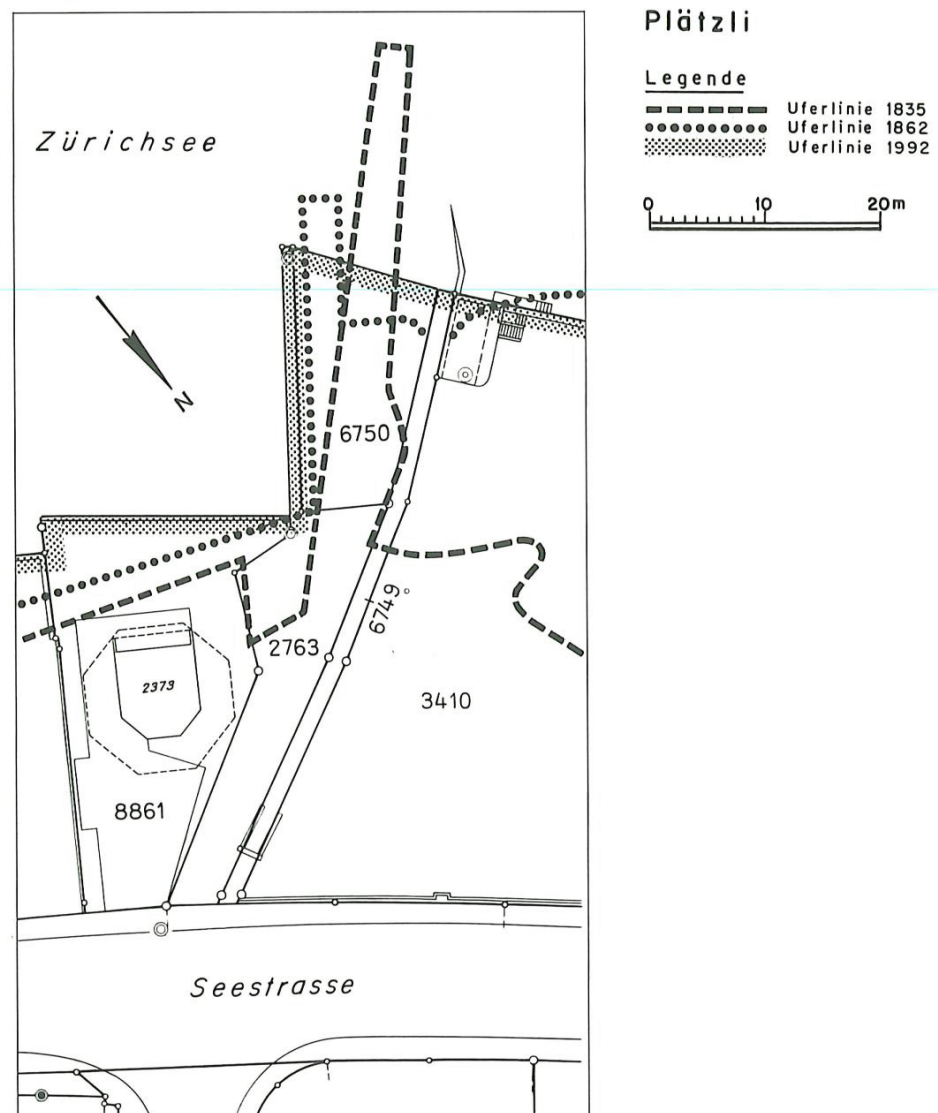 Plätzli
Legende
Uferlinie 1835
Uferlinie 1862
Uferlinie 1992
0 10 20m
Zürichsee
N
6750
6749
2763
2373
3410
8861
Seestrasse